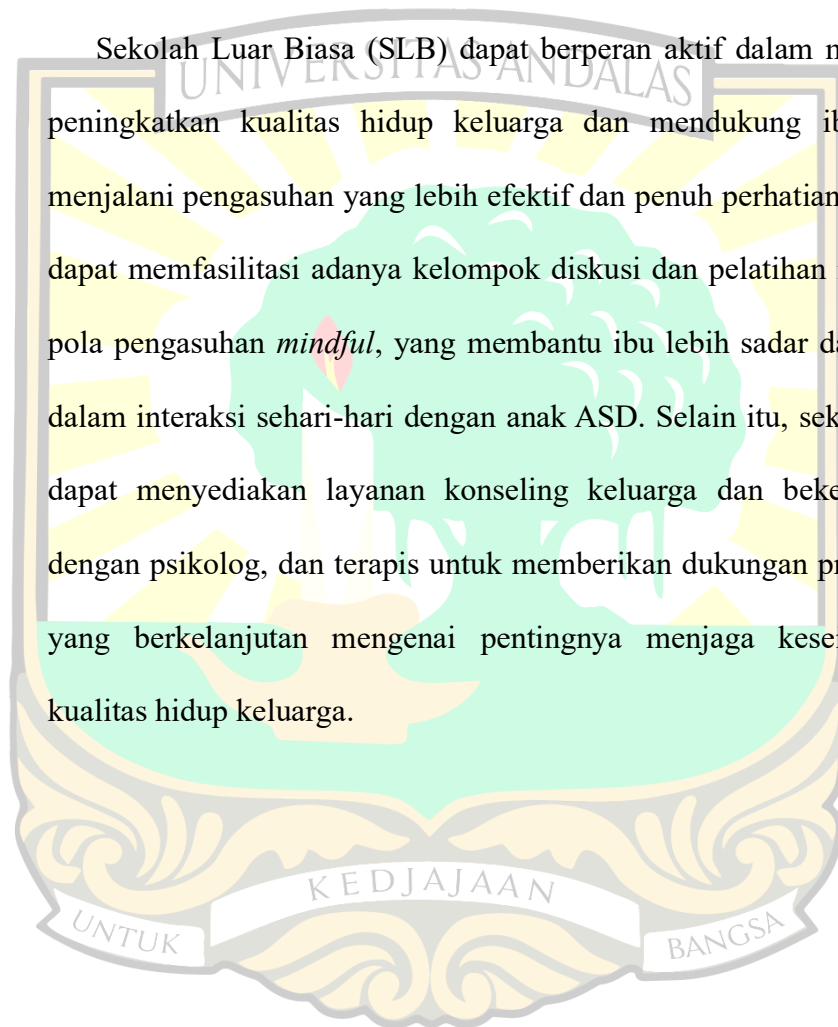 Sekolah Luar Biasa (SLB) dapat berperan aktif dalam
UNIVERSITAS ANDALAS
peningkatkan kualitas hidup keluarga dan mendukung
menjalani pengasuhan yang lebih efektif dan penuh perhatian
dapat memfasilitasi adanya kelompok diskusi dan pelatihan
pola pengasuhan mindful, yang membantu ibu lebih sadar
dalam interaksi sehari-hari dengan anak ASD. Selain itu,
dapat menyediakan layanan konseling keluarga dan
dengan psikolog, dan terapis untuk memberikan dukungan
yang berkelanjutan mengenai pentingnya menjaga
kualitas hidup keluarga.
KEDJAJAAN
UNTUK BANGSA